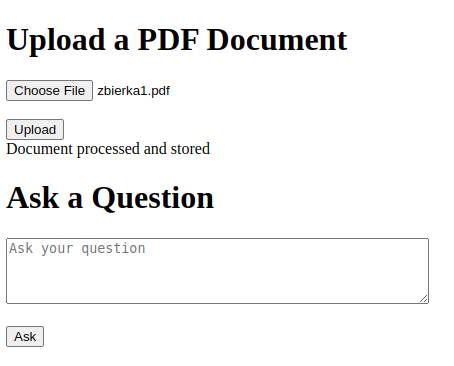 Upload a PDF Document
Choose File zbierka1.pdf
Upload
Document processed and stored
Ask a Question
Ask your question
Ask